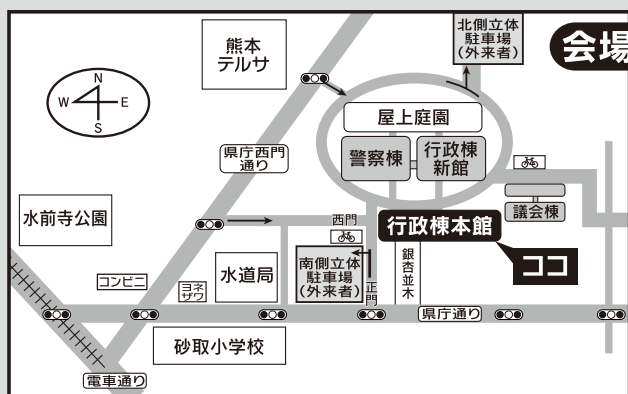 北側立体
駐車場
(外来者)
会場
熊本
テルサ
N
W
E
S
屋上庭園
警察棟
行政棟
新館
県庁西門
通り
水前寺公園
西門
議会棟
行政棟本館
ココ
コンビニ
ヨネ
ザワ
水道局
南側立体
駐車場
(外来者)
正門
銀杏並木
県庁通り
砂取小学校
電車通り